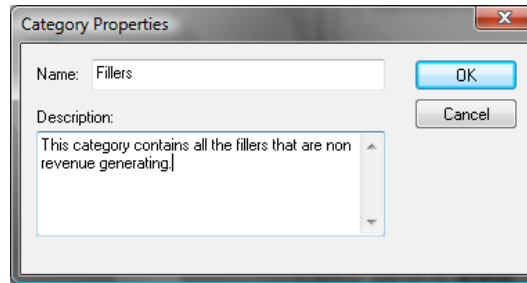 Category Properties
Name: Fillers
OK
Description:
Cancel
This category contains all the fillers that are non
revenue generating.